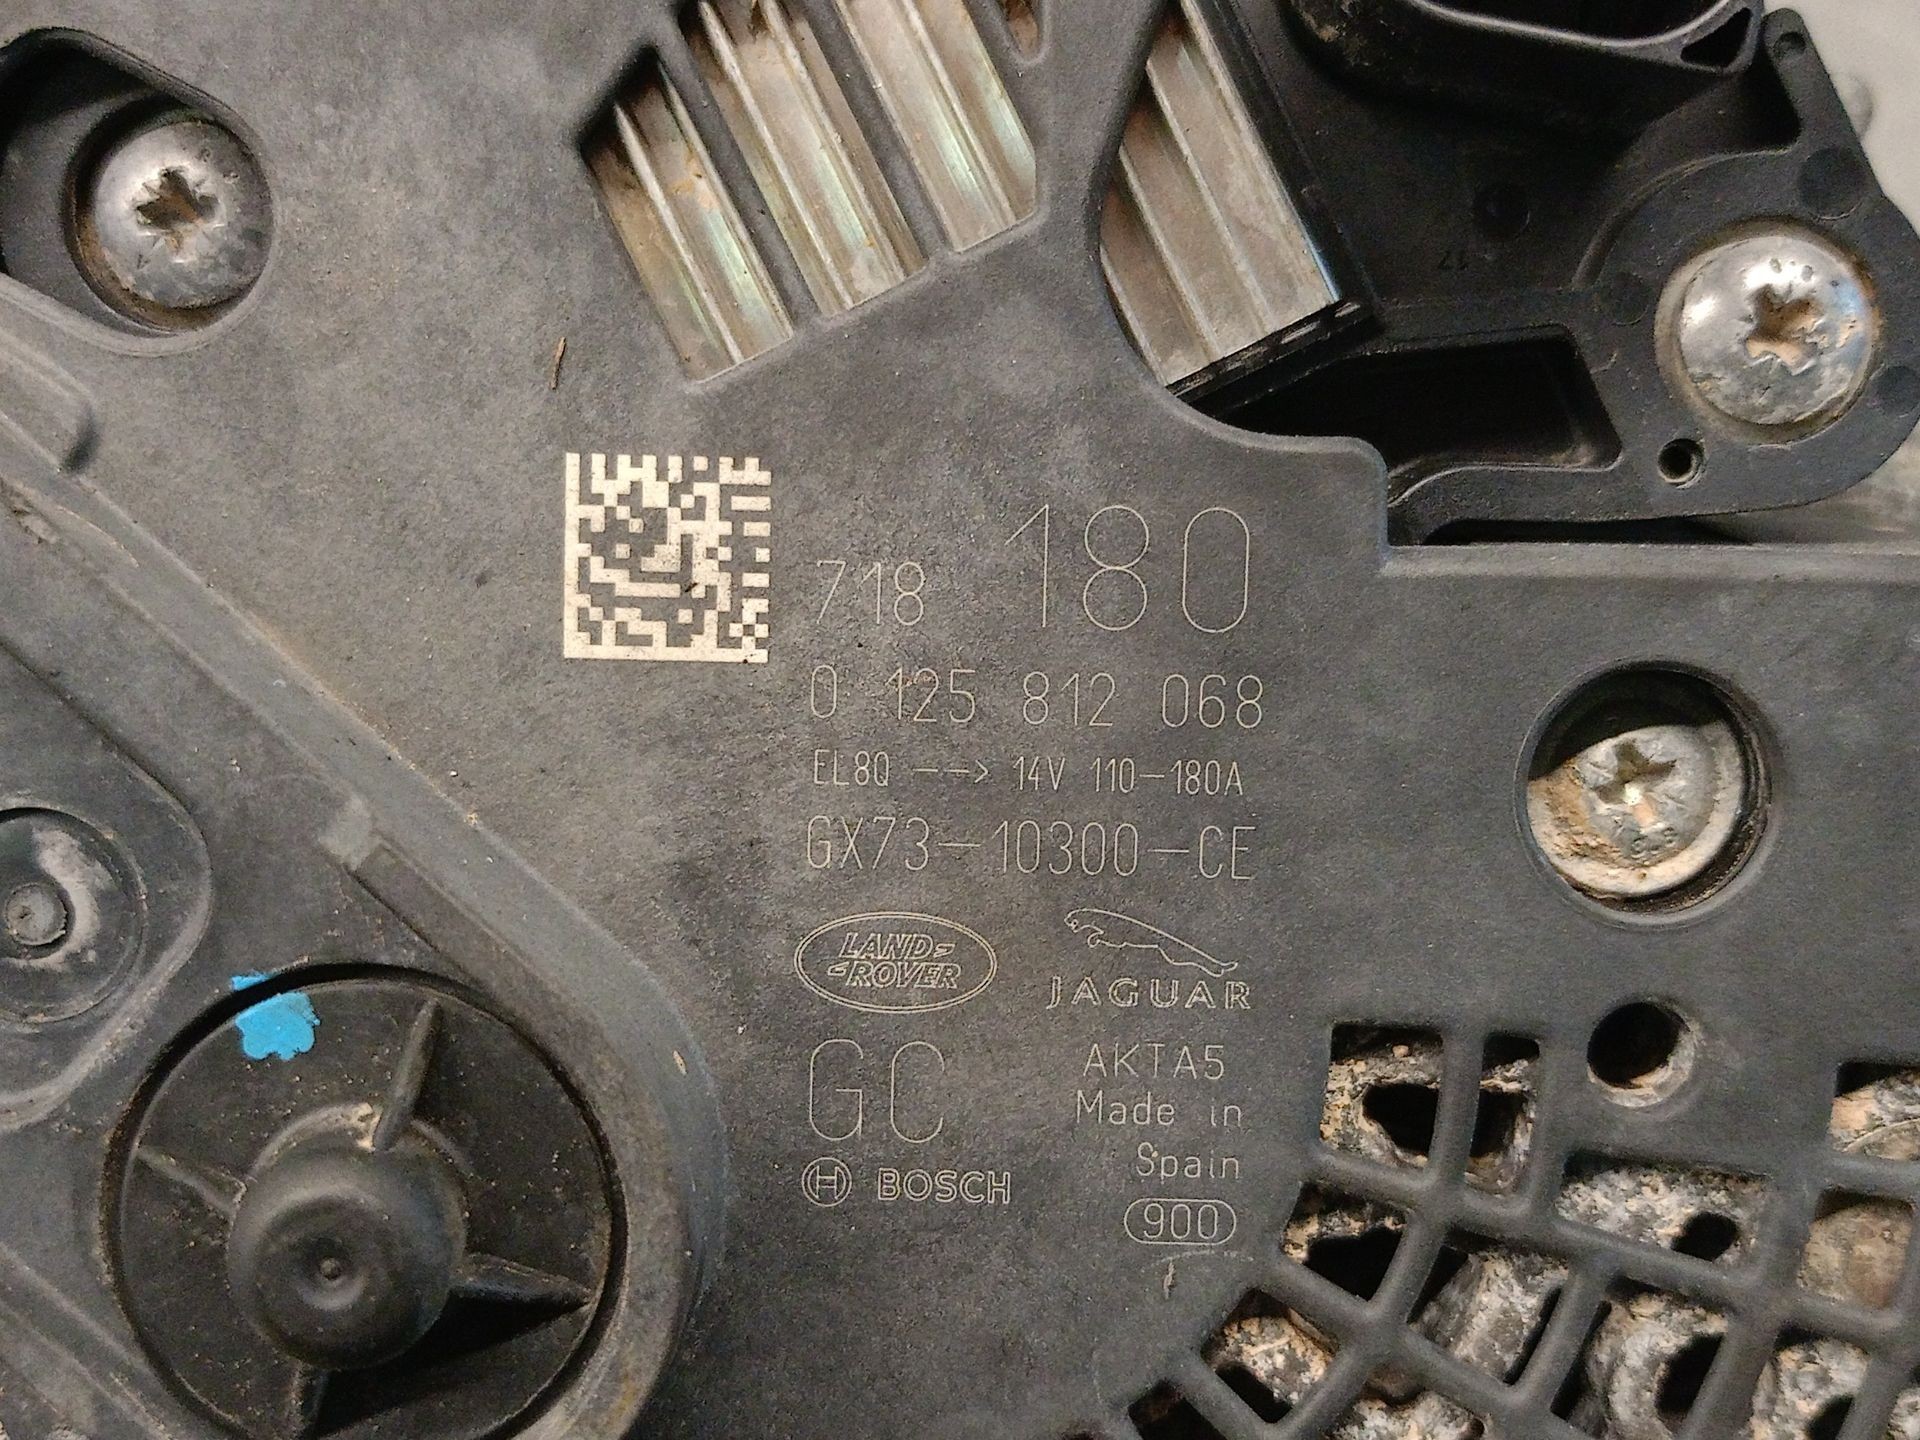 718 180
0 125 812 068
EL8Q --> 14V 110-180A
GX73-10300-CE
LAND-
-ROVER
JAGUAR
GC
AKTA5
Made in
Spain
BOSCH
900
17